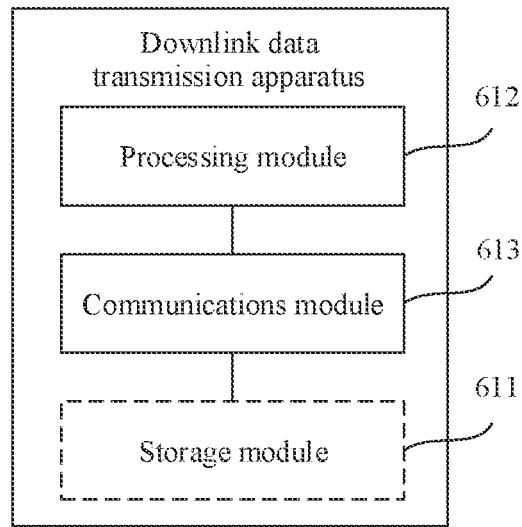 Downlink data
transmission apparatus
612
Processing module
613
Communications module
611
Storage module